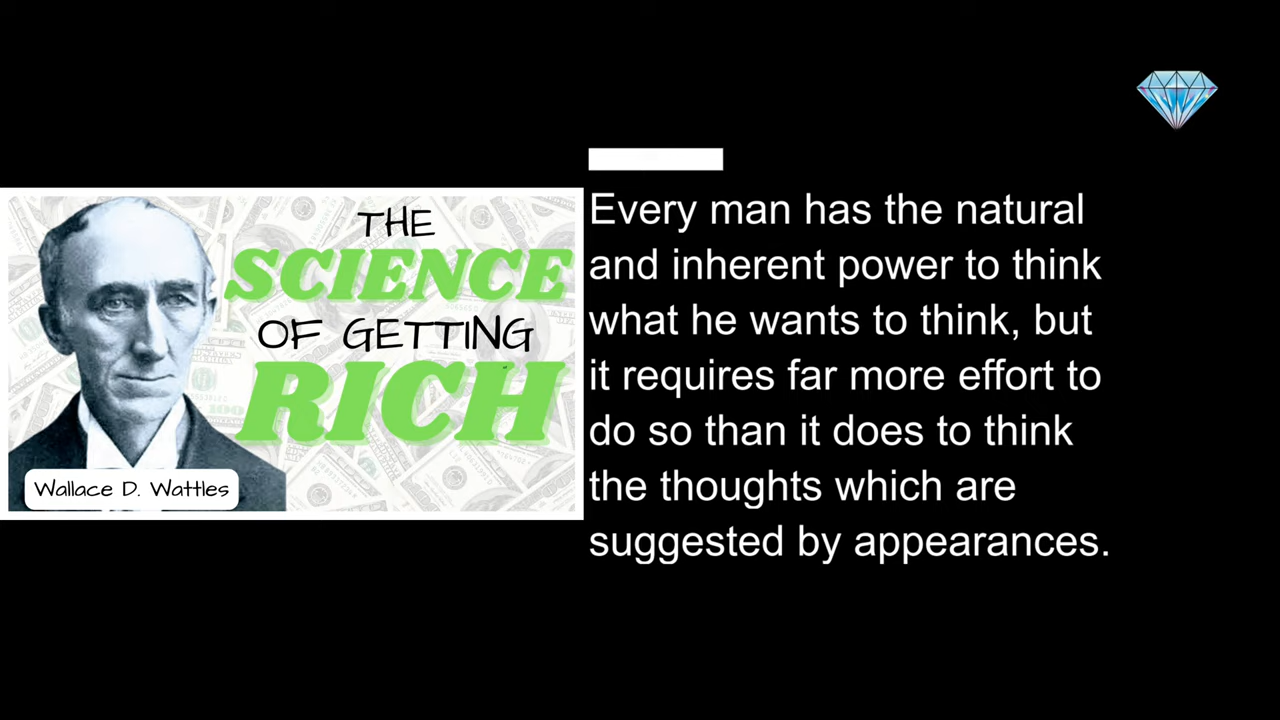 THE
SCIENCE
OF GETTING
RICH
Wallace D. Wattles
Every man has the natural
and inherent power to think
what he wants to think, but
it requires far more effort to
do so than it does to think
the thoughts which are
suggested by appearances.